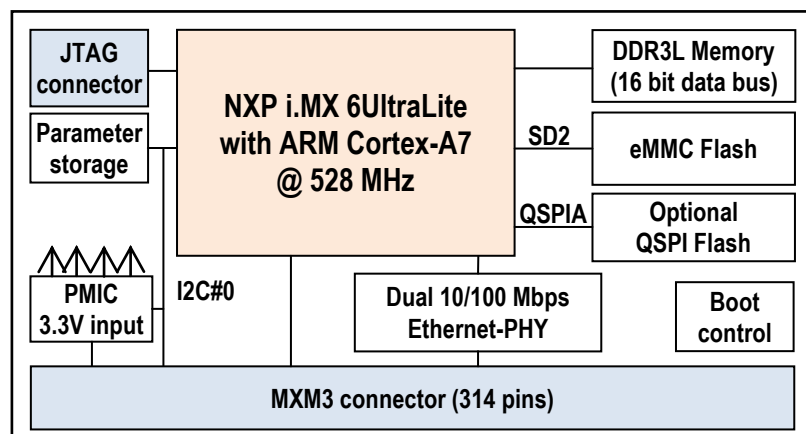 JTAG
connector
NXP i.MX 6UltraLite
with ARM Cortex-A7
@ 528 MHz
DDR3L Memory
(16 bit data bus)
Parameter
storage
SD2
eMMC Flash
QSPIA
Optional
QSPI Flash
PMIC
3.3V input
I2C#0
Dual 10/100 Mbps
Ethernet-PHY
Boot
control
MXM3 connector (314 pins)